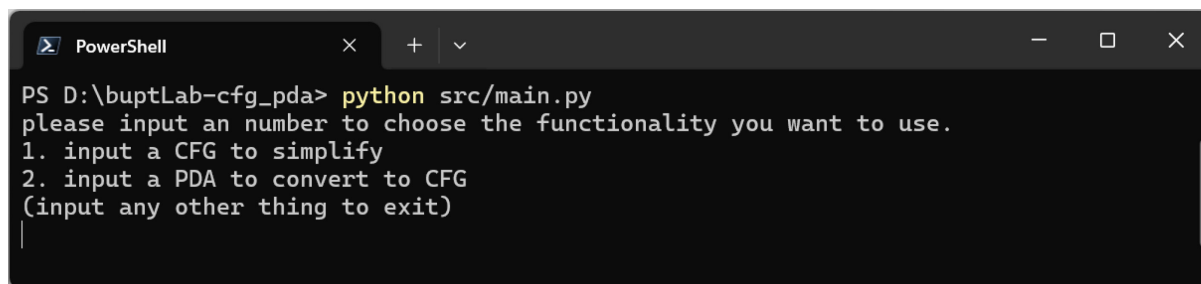 PowerShell
PS D:\buptLab-cfg_pda> python src/main.py
please input an number to choose the functionality you want to use.
1. input a CFG to simplify
2. input a PDA to convert to CFG
(input any other thing to exit)